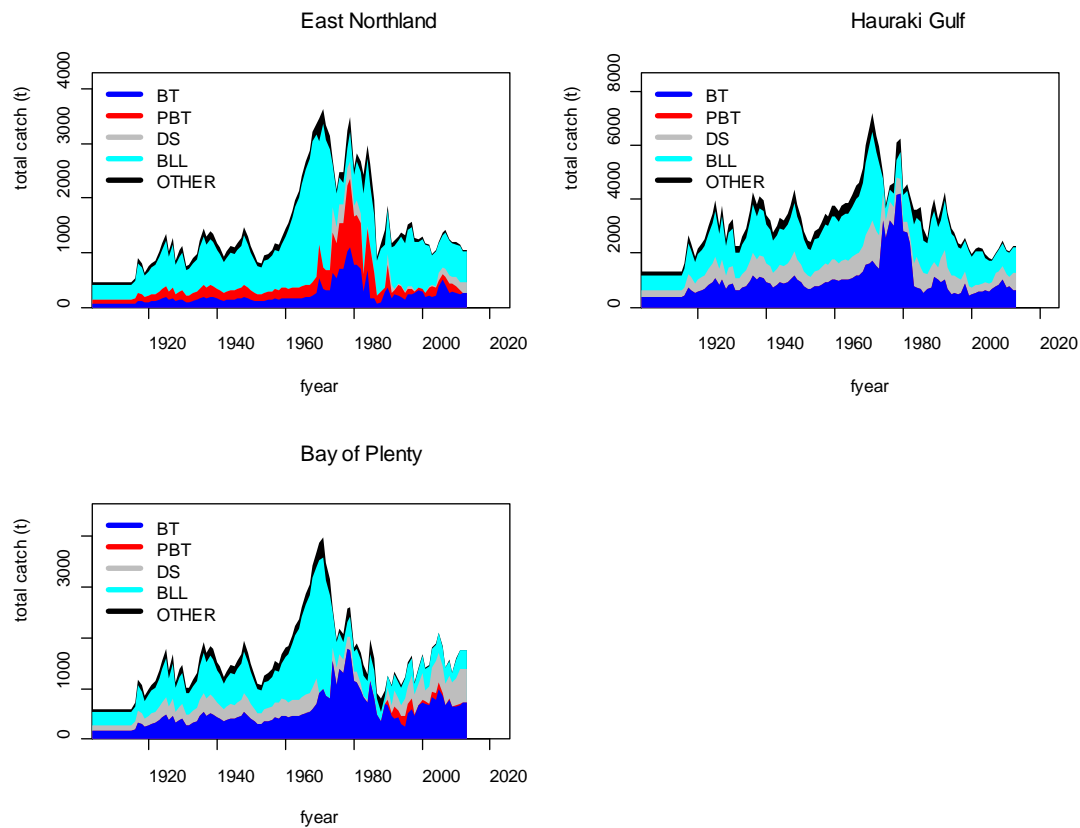 East Northland
total catch (t)
4000
3000
2000
1000
0
BT
PBT
DS
BLL
OTHER
1920 1940 1960 1980 2000 2020
fyear
Hauraki Gulf
total catch (t)
8000
6000
4000
2000
0
BT
PBT
DS
BLL
OTHER
1920 1940 1960 1980 2000 2020
fyear
Bay of Plenty
total catch (t)
3000
1000
0
BT
PBT
DS
BLL
OTHER
1920 1940 1960 1980 2000 2020
fyear